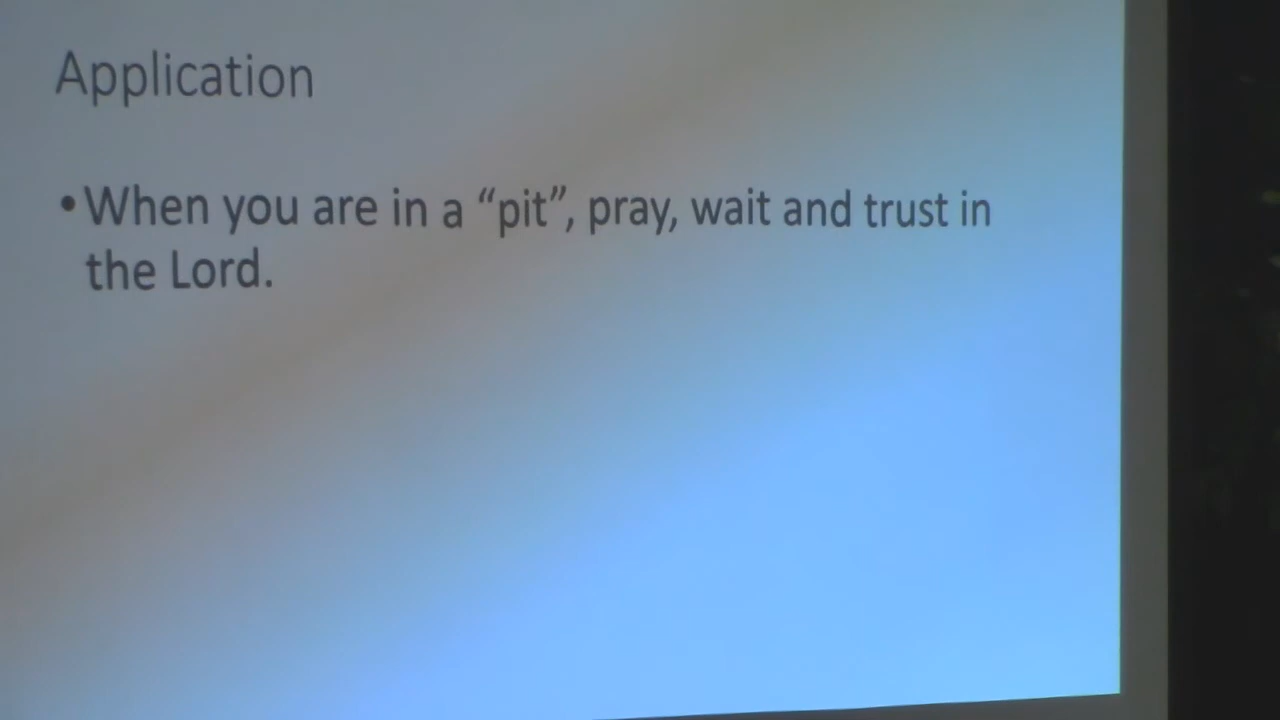 Application
•When you are in a “pit”, pray, wait and trust in
the Lord.